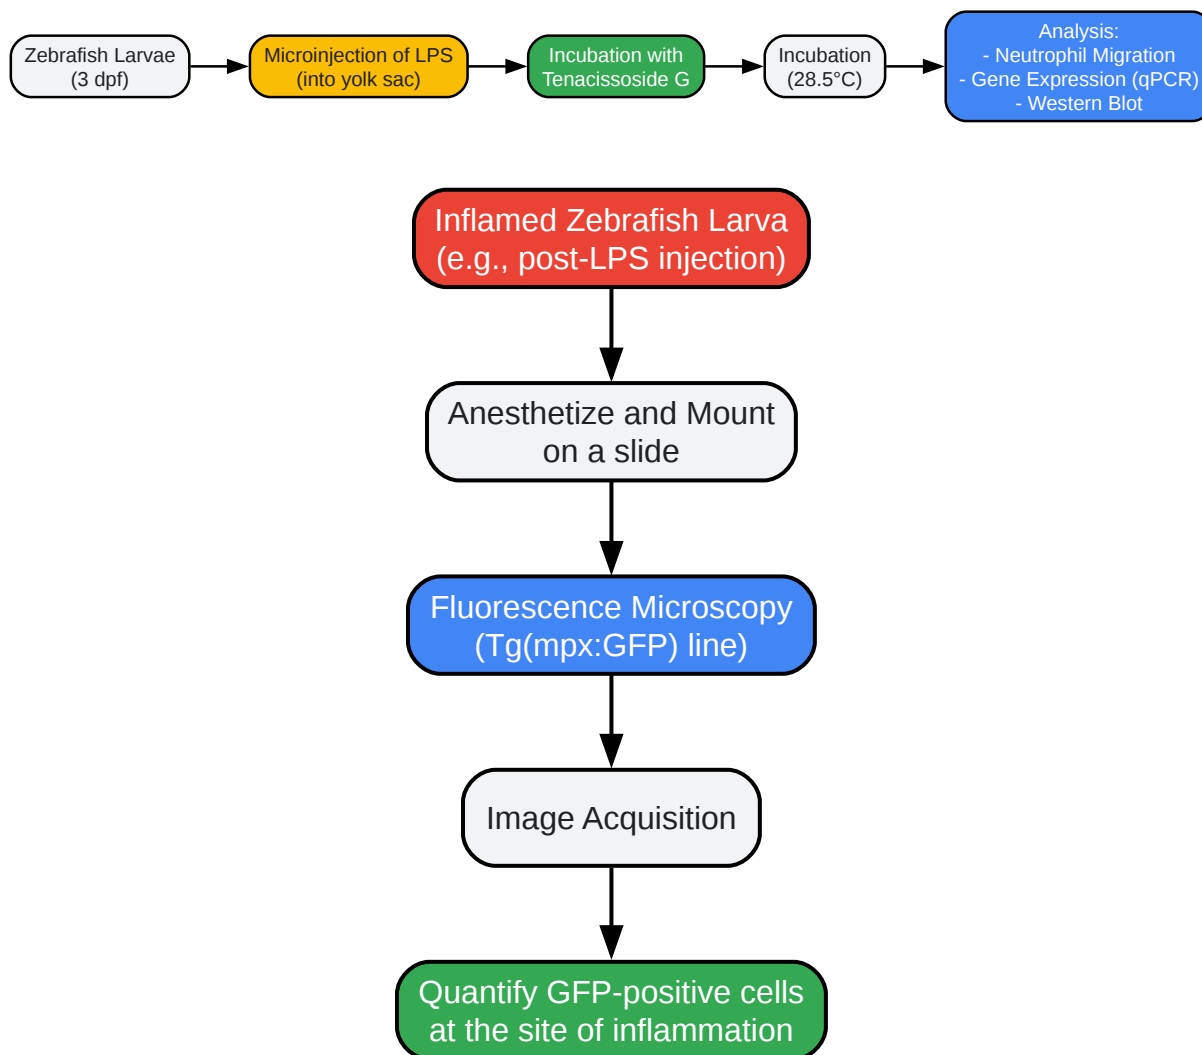 Zebrafish Larvae
(3 dpf)
Microinjection of LPS
(into yolk sac)
Incubation with
Tenacissoside G
Incubation
(28.5°C)
Analysis:
- Neutrophil Migration
- Gene Expression (qPCR)
- Western Blot
Inflamed Zebrafish Larva
(e.g., post-LPS injection)
Anesthetize and Mount
on a slide
Fluorescence Microscopy
(Tg(mpx:GFP) line)
Image Acquisition
Quantify GFP-positive cells
at the site of inflammation